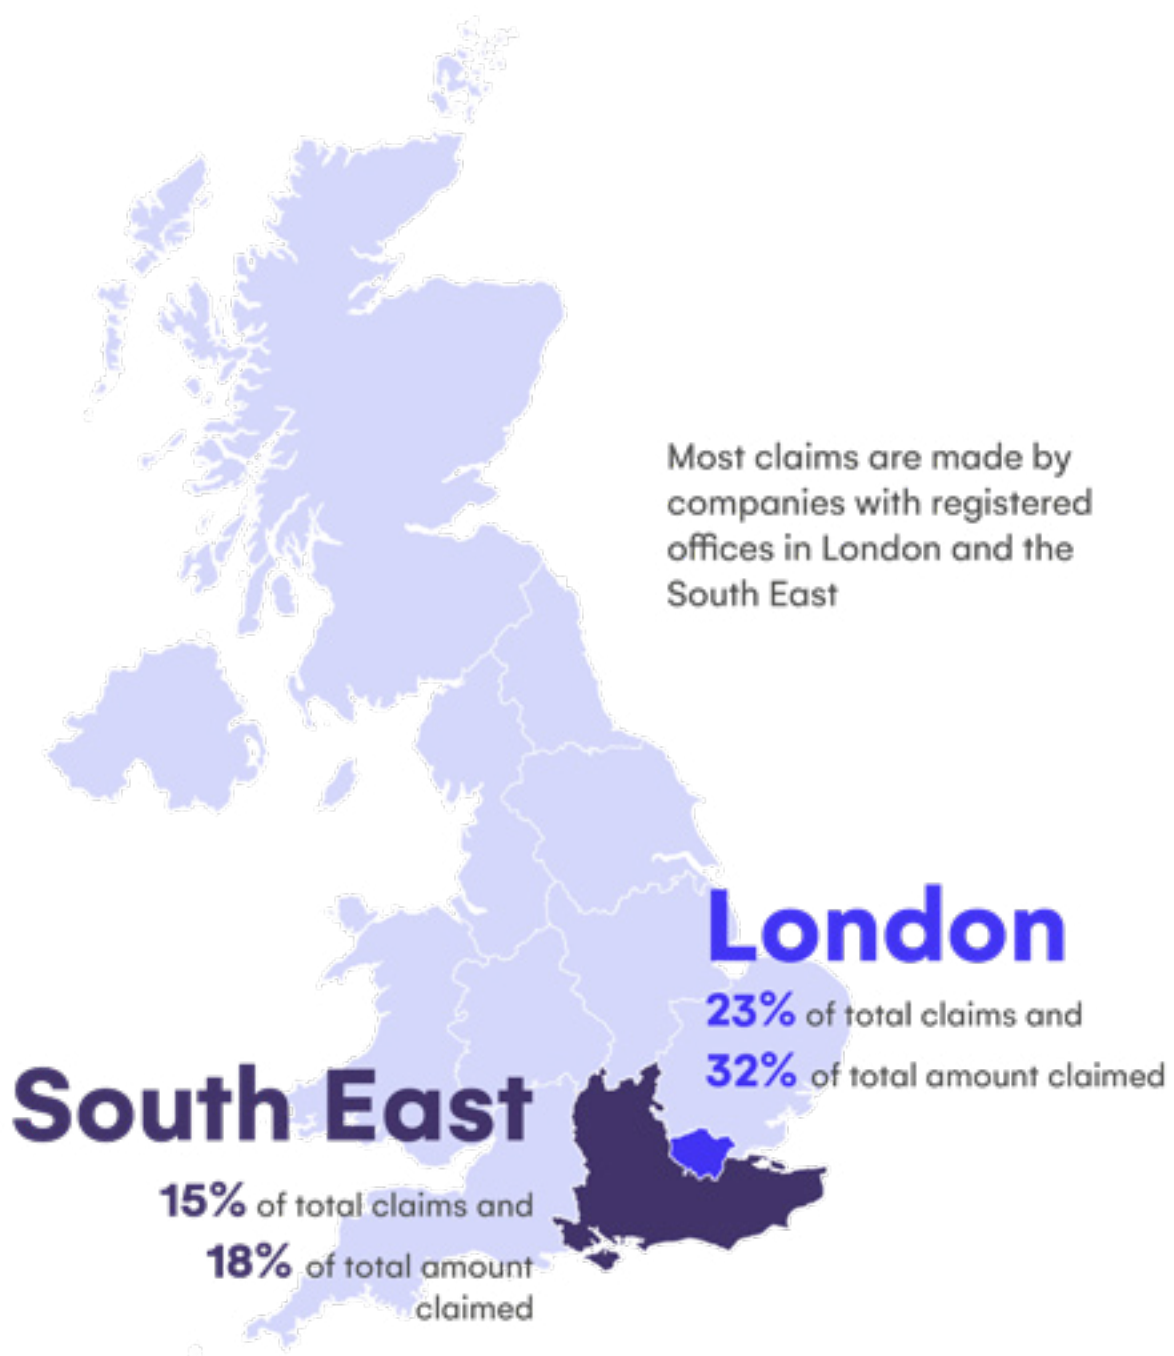 Most claims are made by
companies with registered
offices in London and the
South East
London
23% of total claims and
32% of total amount claimed
South East
15% of total claims and
18% of total amount
claimed